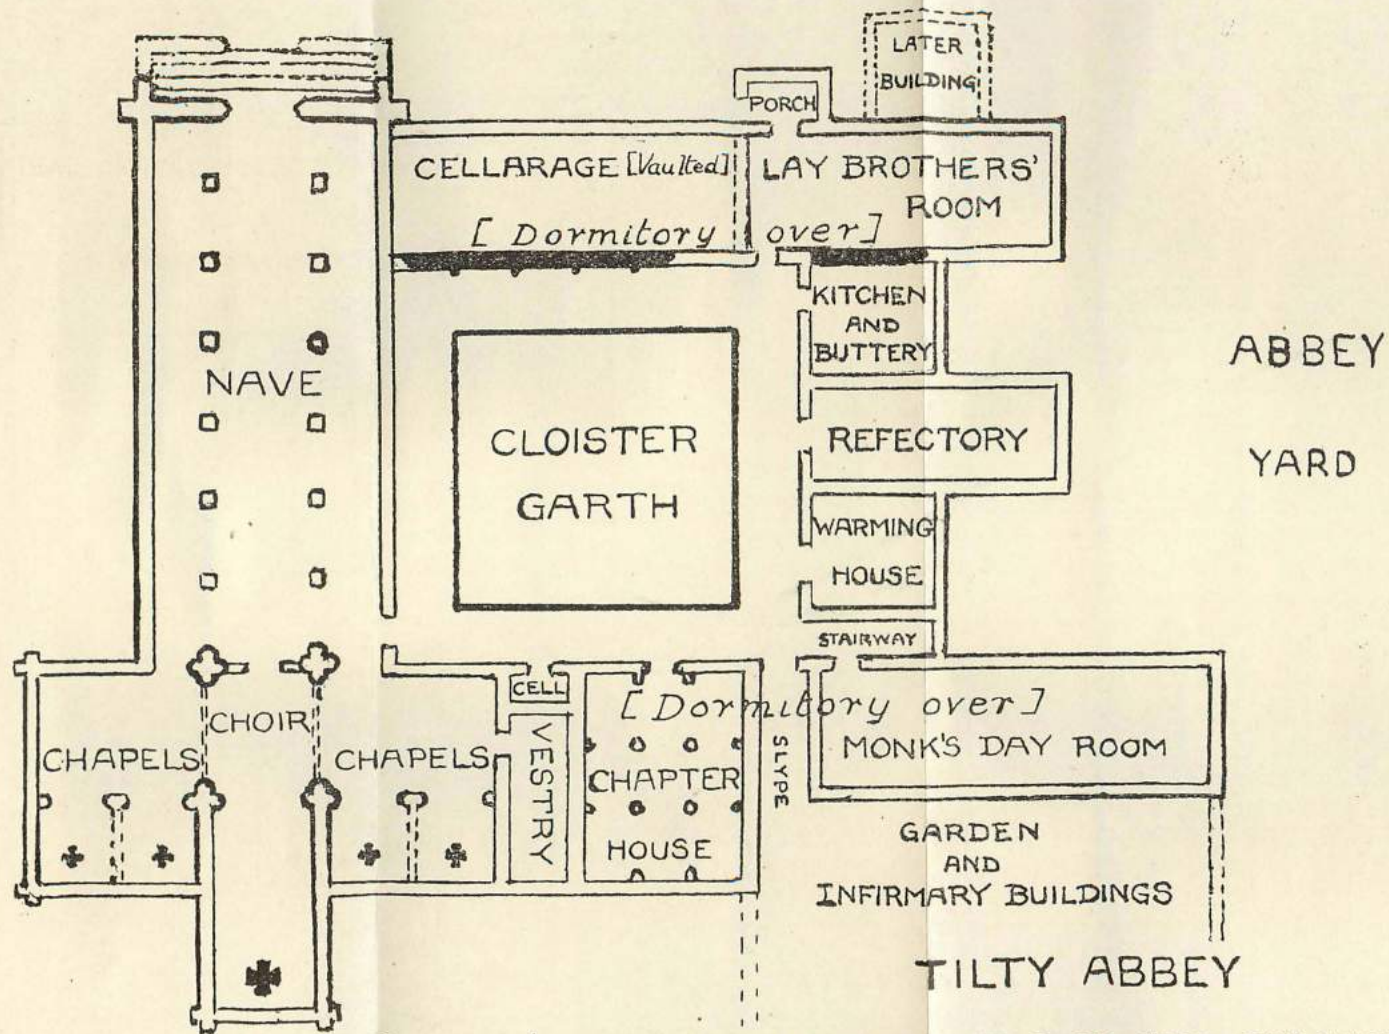 LATER
BUILDING
PORCH
CELLARAGE [Vaulted]
LAY BROTHERS'
ROOM
[ Dormitory over ]
KITCHEN
AND
BUTTERY
NAVE
ABBEY
YARD
CLOISTER
GARTH
REFECTORY
WARMING
HOUSE
STAIRWAY
CELL
[ Dormitory over ]
CHOIR
CHAPELS
CHAPELS
VESTRY
CHAPTER
HOUSE
SLYPE
MONK'S DAY ROOM
GARDEN
AND
INFIRMARY BUILDINGS
TILTY ABBEY